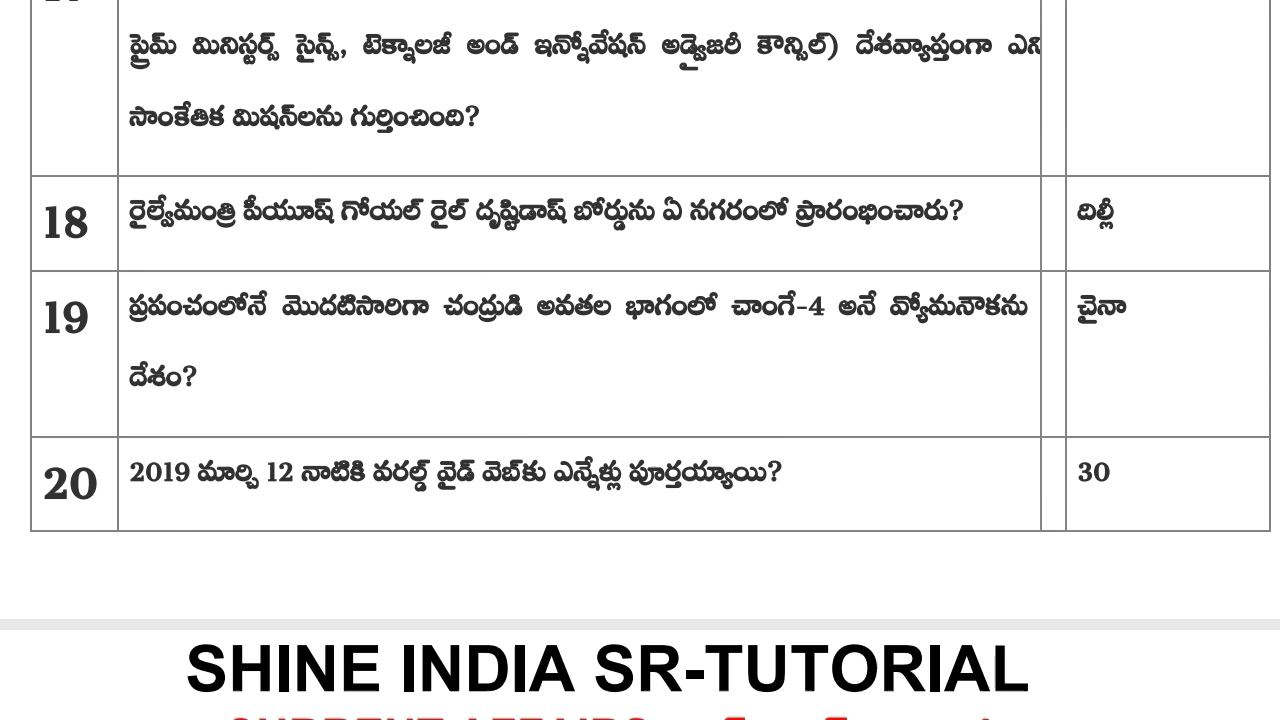 ప్రైమ్ మినిస్టర్స్ సైన్స్, టెక్నాలజీ అండ్ ఇన్నోవేషన్ అడ్వైజరీ కౌన్సిల్) దేశవ్యాప్తంగా
సాంకేతిక మిషన్‌లను గుర్తించింది?
18 రైల్వేమంత్రి పీయూష్ గోయల్ రైల్ దృష్టిడాష్ బోర్డును ఏ నగరంలో ప్రారంభించారు? దిల్లీ
19 ప్రపంచంలోనే మొదటిసారిగా చంద్రుడి అవతల భాగంలో చాంగే-4 అనే వ్యోమనౌకను చైనా
దేశం?
20 2019 మార్చి 12 నాటికి వరల్డ్ వైడ్ వెబ్‌కు ఎన్నేళ్లు పూర్తయ్యాయి? 30
SHINE INDIA SR-TUTORIAL